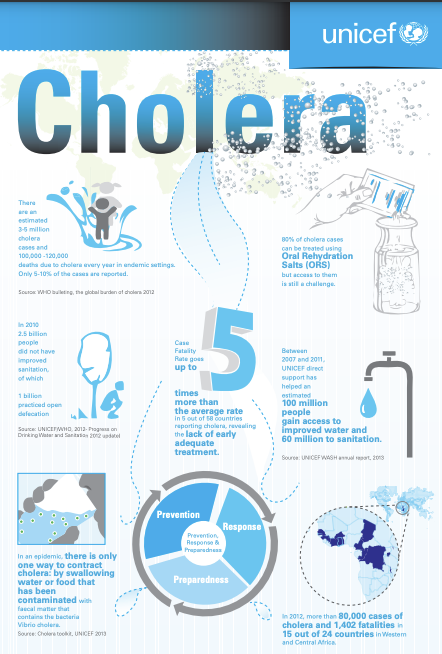 unicef
Cholera
There
are an
estimated
3-5 million
cholera
cases and
100,000 -120,000
deaths due to cholera every year in endemic settings.
Only 5-10% of the cases are reported.
Source: WHO bulleting, the global burden of cholera 2012
80% of cholera cases
can be treated using
Oral Rehydration
Salts (ORS)
but access to them
is still a challenge.
In 2010
2.5 billion
people
did not have
improved
sanitation,
of which
1 billion
practiced open
defecation
Source: UNICEF/WHO, 2012- Progress on
Drinking Water and Sanitation 2012 update)
Case
Fatality
Rate goes
up to
5
times
more than
the average rate
in 5 out of 58 countries
reporting cholera, revealing
the lack of early
adequate
treatment.
Between
2007 and 2011,
UNICEF direct
support has
helped an
estimated
100 million
people
gain access to
improved water and
60 million to sanitation.
Source: UNICEF WASH annual report, 2013
Prevention
Response
Prevention,
Response &
Preparedness
Preparedness
In an epidemic, there is only
one way to contract
cholera: by swallowing
water or food that
has been
contaminated with
faecal matter that
contains the bacteria
Vibrio cholera.
Source: Cholera toolkit, UNICEF 2013
In 2012, more than 80,000 cases of
cholera and 1,402 fatalities in
15 out of 24 countries in Western
and Central Africa.